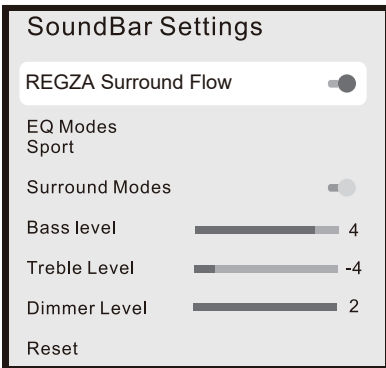 SoundBar Settings
REGZA Surround Flow
EQ Modes
Sport
Surround Modes
Bass level 4
Treble Level -4
Dimmer Level 2
Reset